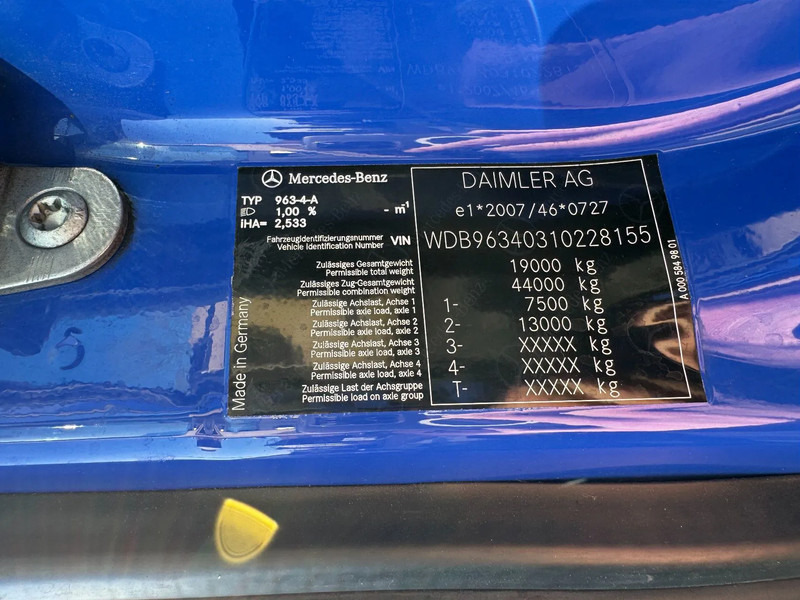 Mercedes-Benz
TYP 963-4-A
1,00 % - m-1
iHA= 2,533
Fahrzeugidentifizierungsnummer
Vehicle Identification Number VIN
DAIMLER AG
e1*2007/46*0727
WDB96340310228155
Zulässiges Gesamtgewicht
Permissible total weight 19000 kg
Zulässiges Zug-Gesamtgewicht
Permissible combination weight 44000 kg
Zulässige Achslast, Achse 1
Permissible axle load, axle 1 1- 7500 kg
Zulässige Achslast, Achse 2
Permissible axle load, axle 2 2- 13000 kg
Zulässige Achslast, Achse 3
Permissible axle load, axle 3 3- XXXXX kg
Zulässige Achslast, Achse 4
Permissible axle load, axle 4 4- XXXXX kg
Zulässige Last der Achsgruppe
Permissible load on axle group T- XXXXX kg
Made in Germany
A 000 584 98 01